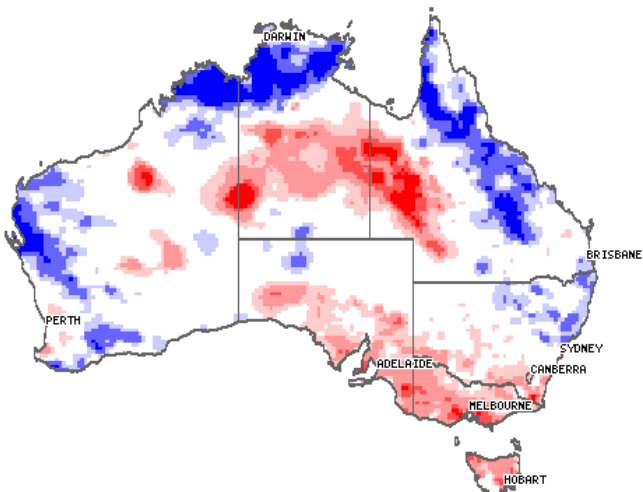 DARWIN
BRISBANE
PERTH
SYDNEY
ADELAIDE
CANBERRA
MELBOURNE
HOBART